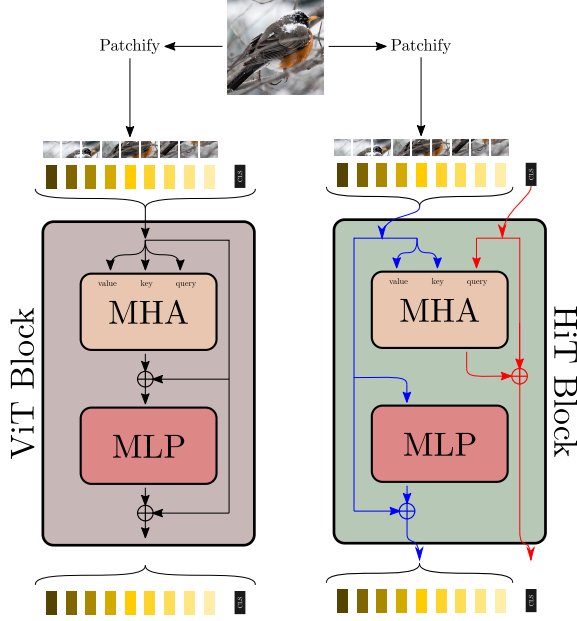 Patchify
Patchify
CLS
CLS
ViT Block
value key query
MHA
MLP
value key query
MHA
MLP
HiT Block
CLS
CLS